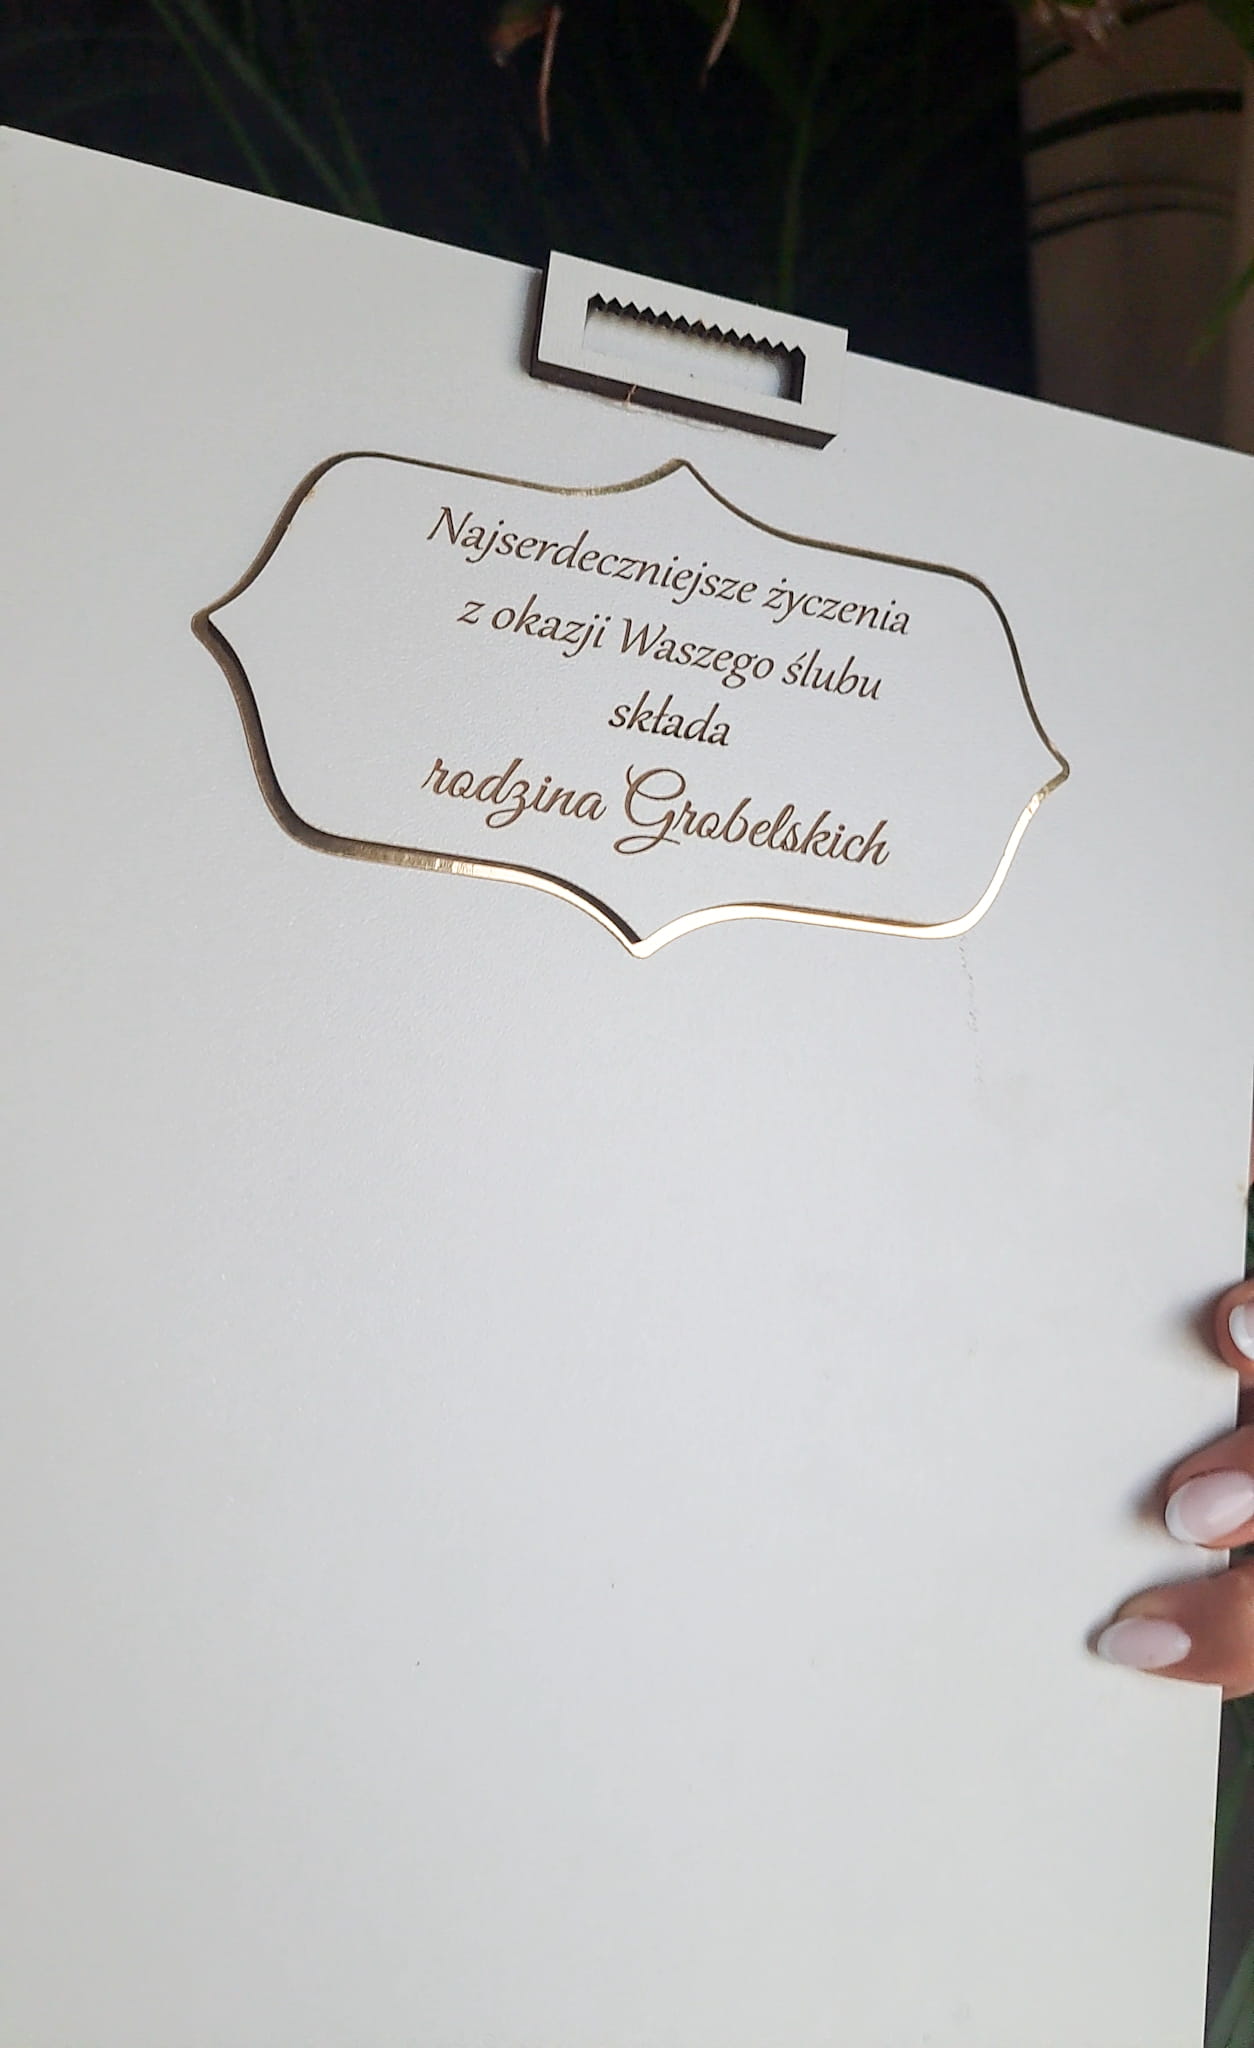 Najserdeczniejsze życzenia
z okazji Waszego ślubu
składa
rodzina Grobelskich